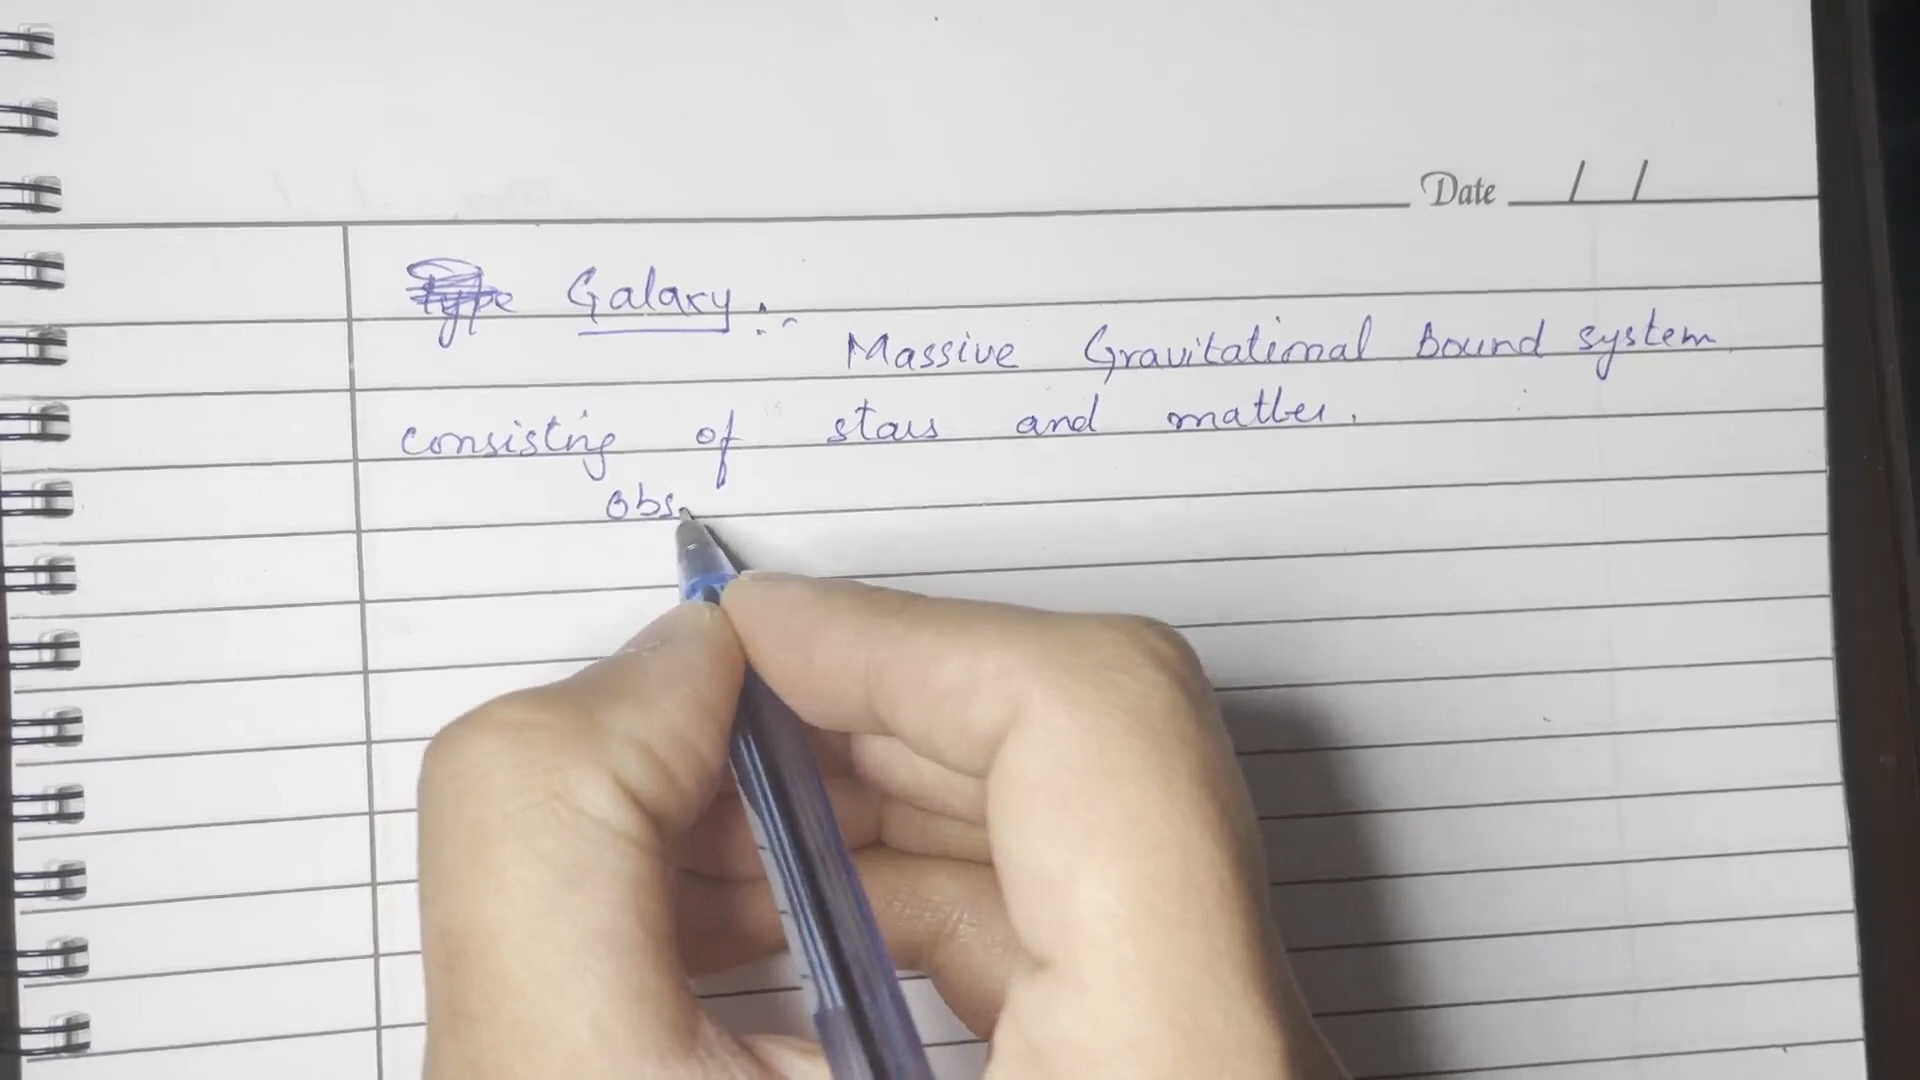 Date / /
Type Galaxy :-
Massive Gravitational bound system
consisting of stars and matter.
obs